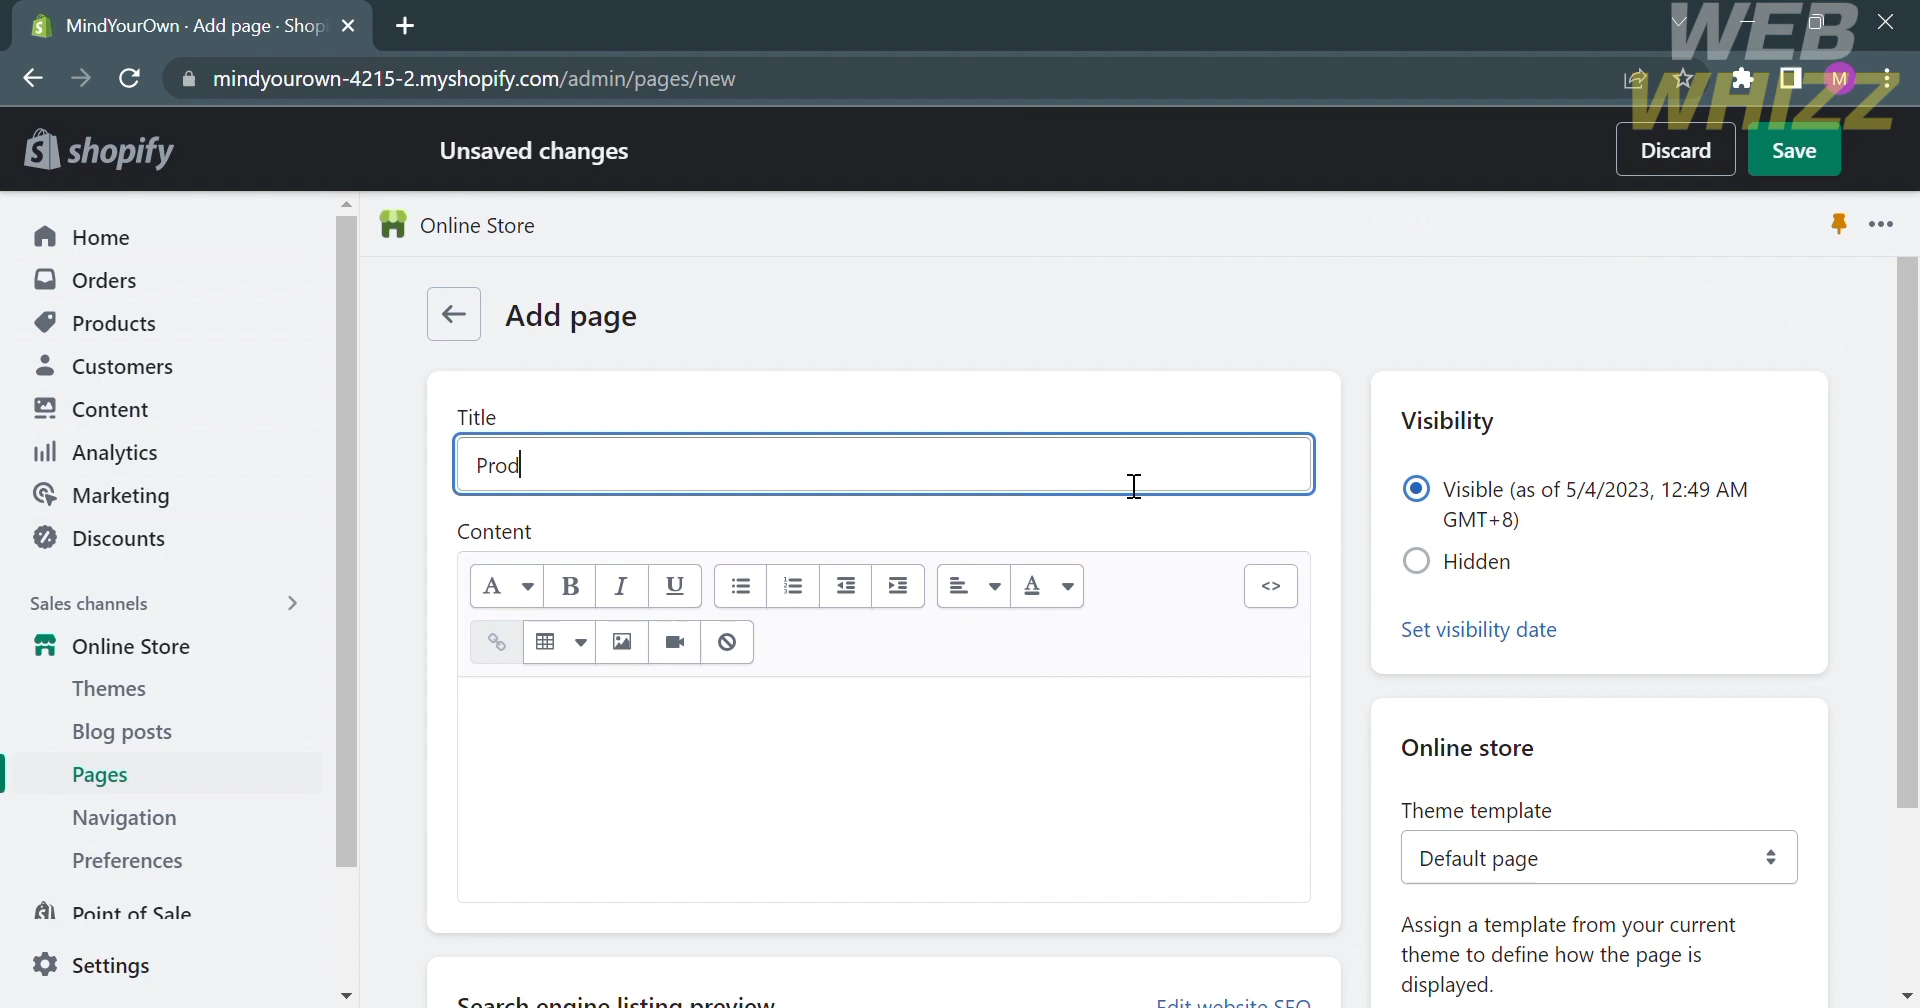 MindYourOwn · Add page · Shopi
WEB
WHIZZ
mindyourown-4215-2.myshopify.com/admin/pages/new
M
shopify
Unsaved changes
Discard
Save
Home
Orders
Products
Customers
Content
Analytics
Marketing
Discounts
Sales channels
Online Store
Themes
Blog posts
Pages
Navigation
Preferences
Point of Sale
Settings
Online Store
Add page
Title
Prod
Content
A
B
I
U
A
<>
Search engine listing preview
Edit website SEO
Visibility
Visible (as of 5/4/2023, 12:49 AM
GMT+8)
Hidden
Set visibility date
Online store
Theme template
Default page
Assign a template from your current
theme to define how the page is
displayed.